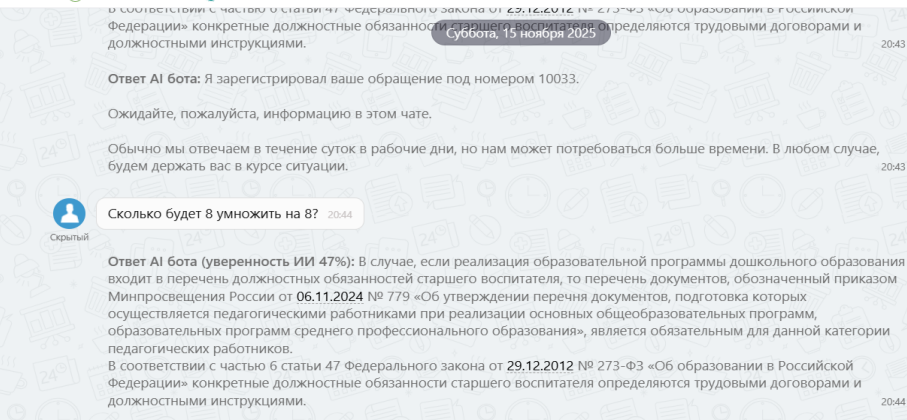 В соответствии с частью 6 статьи 47 Федерального закона от 29.12.2012 № 273-ФЗ «Об образовании в Российской
Федерации» конкретные должностные обязанности старшего воспитателя определяются трудовыми договорами и
Суббота, 15 ноября 2025
должностными инструкциями.
20:43
Ответ AI бота: Я зарегистрировал ваше обращение под номером 10033.
Ожидайте, пожалуйста, информацию в этом чате.
Обычно мы отвечаем в течение суток в рабочие дни, но нам может потребоваться больше времени. В любом случае,
будем держать вас в курсе ситуации.
20:43
Сколько будет 8 умножить на 8? 20:44
Скрытый
Ответ AI бота (уверенность ИИ 47%): В случае, если реализация образовательной программы дошкольного образования
входит в перечень должностных обязанностей старшего воспитателя, то перечень документов, обозначенный приказом
Минпросвещения России от 06.11.2024 № 779 «Об утверждении перечня документов, подготовка которых
осуществляется педагогическими работниками при реализации основных общеобразовательных программ,
образовательных программ среднего профессионального образования», является обязательным для данной категории
педагогических работников.
В соответствии с частью 6 статьи 47 Федерального закона от 29.12.2012 № 273-ФЗ «Об образовании в Российской
Федерации» конкретные должностные обязанности старшего воспитателя определяются трудовыми договорами и
должностными инструкциями.
20:44